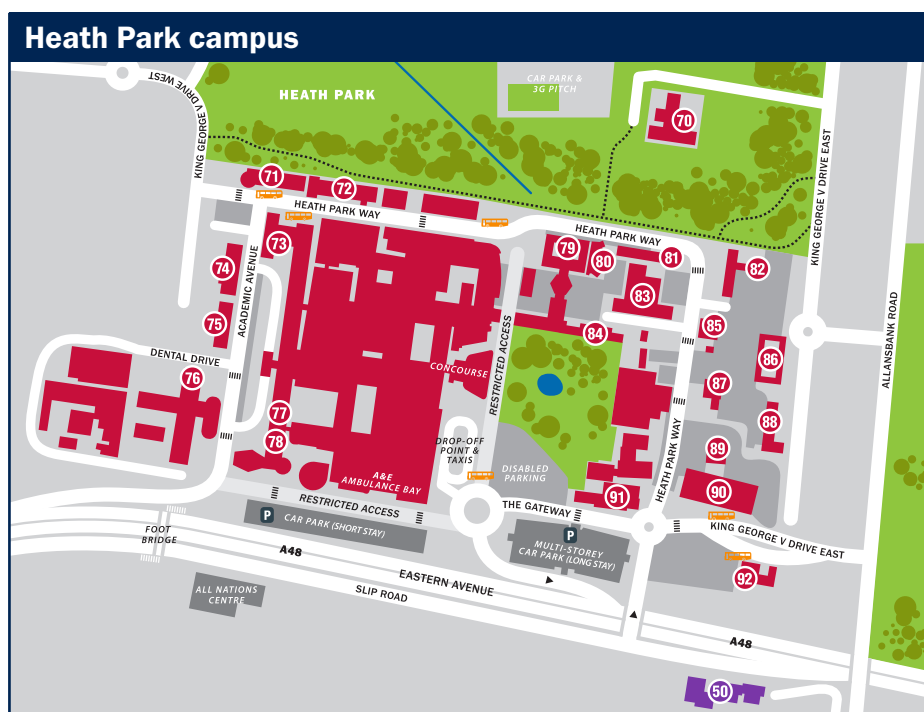 Heath Park campus
KING GEORGE V DRIVE WEST
CAR PARK &
3G PITCH
HEATH PARK
70
KING GEORGE V DRIVE EAST
71
72
HEATH PARK WAY
HEATH PARK WAY
73
74
75
ACADEMIC AVENUE
79
80
81
82
83
84
85
86
87
88
89
90
91
92
ALLANSBANK ROAD
DENTAL DRIVE
76
77
78
CONCOURSE
RESTRICTED ACCESS
DROP-OFF
POINT &
TAXIS
DISABLED
PARKING
HEATH PARK WAY
A&E
AMBULANCE BAY
RESTRICTED ACCESS
THE GATEWAY
KING GEORGE V DRIVE EAST
P
CAR PARK (SHORT STAY)
P
MULTI-STOREY
CAR PARK (LONG STAY)
FOOT
BRIDGE
A48
EASTERN AVENUE
SLIP ROAD
ALL NATIONS
CENTRE
A48
50